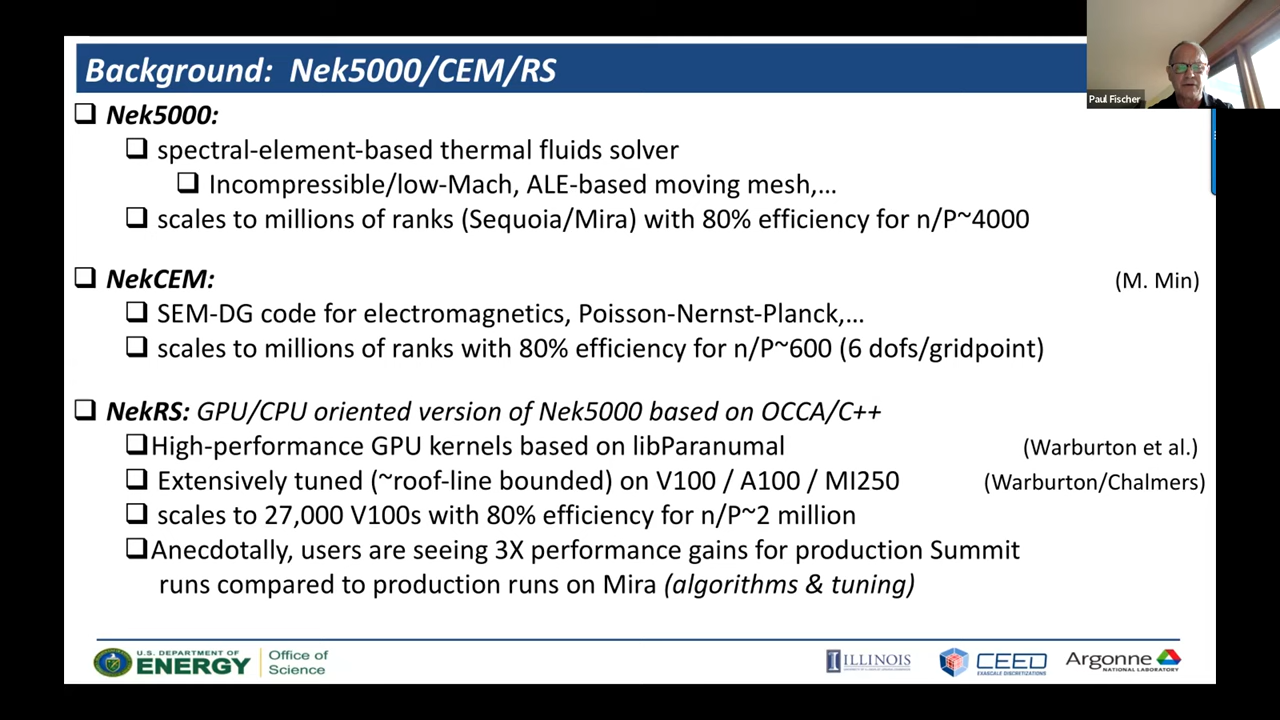 Background: Nek5000/CEM/RS
Paul Fischer
❑ Nek5000:
❑ spectral-element-based thermal fluids solver
❑ Incompressible/low-Mach, ALE-based moving mesh,...
❑ scales to millions of ranks (Sequoia/Mira) with 80% efficiency for n/P~4000
❑ NekCEM: (M. Min)
❑ SEM-DG code for electromagnetics, Poisson-Nernst-Planck,...
❑ scales to millions of ranks with 80% efficiency for n/P~600 (6 dofs/gridpoint)
❑ NekRS: GPU/CPU oriented version of Nek5000 based on OCCA/C++
❑High-performance GPU kernels based on libParanumal (Warburton et al.)
❑ Extensively tuned (~roof-line bounded) on V100 / A100 / MI250 (Warburton/Chalmers)
❑ scales to 27,000 V100s with 80% efficiency for n/P~2 million
❑Anecdotally, users are seeing 3X performance gains for production Summit
runs compared to production runs on Mira (algorithms & tuning)
U.S. DEPARTMENT OF
ENERGY
Office of
Science
ILLINOIS
CEED
EXASCALE DISCRETIZATIONS
Argonne
NATIONAL LABORATORY